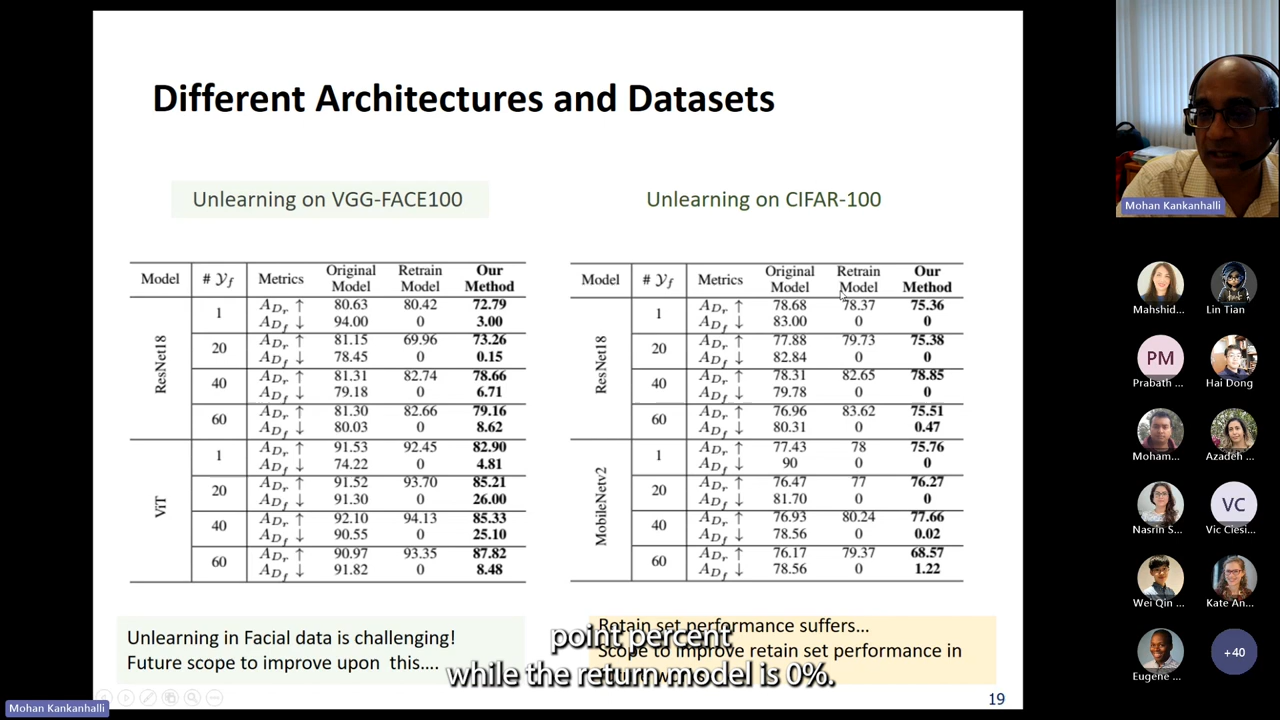 Different Architectures and Datasets
Unlearning on VGG-FACE100
Model # 𝒴f Metrics Original Model Retrain Model Our Method
ResNet18
1 A_Dr ↑ 80.63 80.42 72.79
A_Df ↓ 94.00 0 3.00
20 A_Dr ↑ 81.15 69.96 73.26
A_Df ↓ 78.45 0 0.15
40 A_Dr ↑ 81.31 82.74 78.66
A_Df ↓ 79.18 0 6.71
60 A_Dr ↑ 81.30 82.66 79.16
A_Df ↓ 80.03 0 8.62
ViT
1 A_Dr ↑ 91.53 92.45 82.90
A_Df ↓ 74.22 0 4.81
20 A_Dr ↑ 91.52 93.70 85.21
A_Df ↓ 91.30 0 26.00
40 A_Dr ↑ 92.10 94.13 85.33
A_Df ↓ 90.55 0 25.10
60 A_Dr ↑ 90.97 93.35 87.82
A_Df ↓ 91.82 0 8.48
Unlearning in Facial data is challenging!
Future scope to improve upon this....
Unlearning on CIFAR-100
Model # 𝒴f Metrics Original Model Retrain Model Our Method
ResNet18
1 A_Dr ↑ 78.68 78.37 75.36
A_Df ↓ 83.00 0 0
20 A_Dr ↑ 77.88 79.73 75.38
A_Df ↓ 82.84 0 0
40 A_Dr ↑ 78.31 82.65 78.85
A_Df ↓ 79.78 0 0
60 A_Dr ↑ 76.96 83.62 75.51
A_Df ↓ 80.31 0 0.47
MobileNetv2
1 A_Dr ↑ 77.43 78 75.76
A_Df ↓ 90 0 0
20 A_Dr ↑ 76.47 77 76.27
A_Df ↓ 81.70 0 0
40 A_Dr ↑ 76.93 80.24 77.66
A_Df ↓ 78.56 0 0.02
60 A_Dr ↑ 76.17 79.37 68.57
A_Df ↓ 78.56 0 1.22
Retain set performance suffers...
Scope to improve retain set performance in
point percent
while the return model is 0%.
19
Mohan Kankanhalli
Mohan Kankanhalli
Mahshid...
Lin Tian
PM
Prabath ...
Hai Dong
Moham...
Azadeh ...
Nasrin S...
VC
Vic Ciesi...
Wei Qin ...
Kate An...
Eugene ...
+40